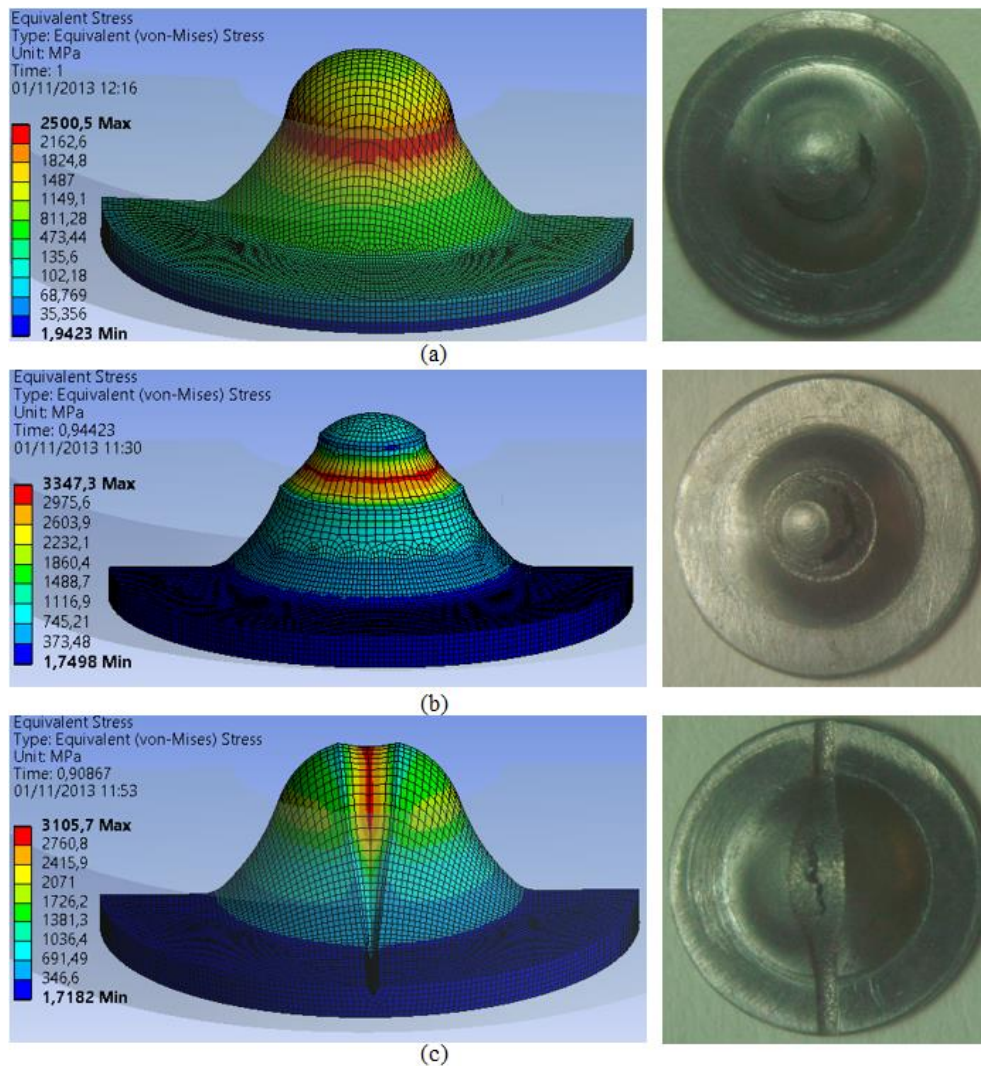 Equivalent Stress
Type: Equivalent (von-Mises) Stress
Unit: MPa
Time: 1
01/11/2013 12:16
2500,5 Max
2162,6
1824,8
1487
1149,1
811,28
473,44
135,6
102,18
68,769
35,356
1,9423 Min
(a)
Equivalent Stress
Type: Equivalent (von-Mises) Stress
Unit: MPa
Time: 0,94423
01/11/2013 11:30
3347,3 Max
2975,6
2603,9
2232,1
1860,4
1488,7
1116,9
745,21
373,48
1,7498 Min
(b)
Equivalent Stress
Type: Equivalent (von-Mises) Stress
Unit: MPa
Time: 0,90867
01/11/2013 11:53
3105,7 Max
2760,8
2415,9
2071
1726,2
1381,3
1036,4
691,49
346,6
1,7182 Min
(c)